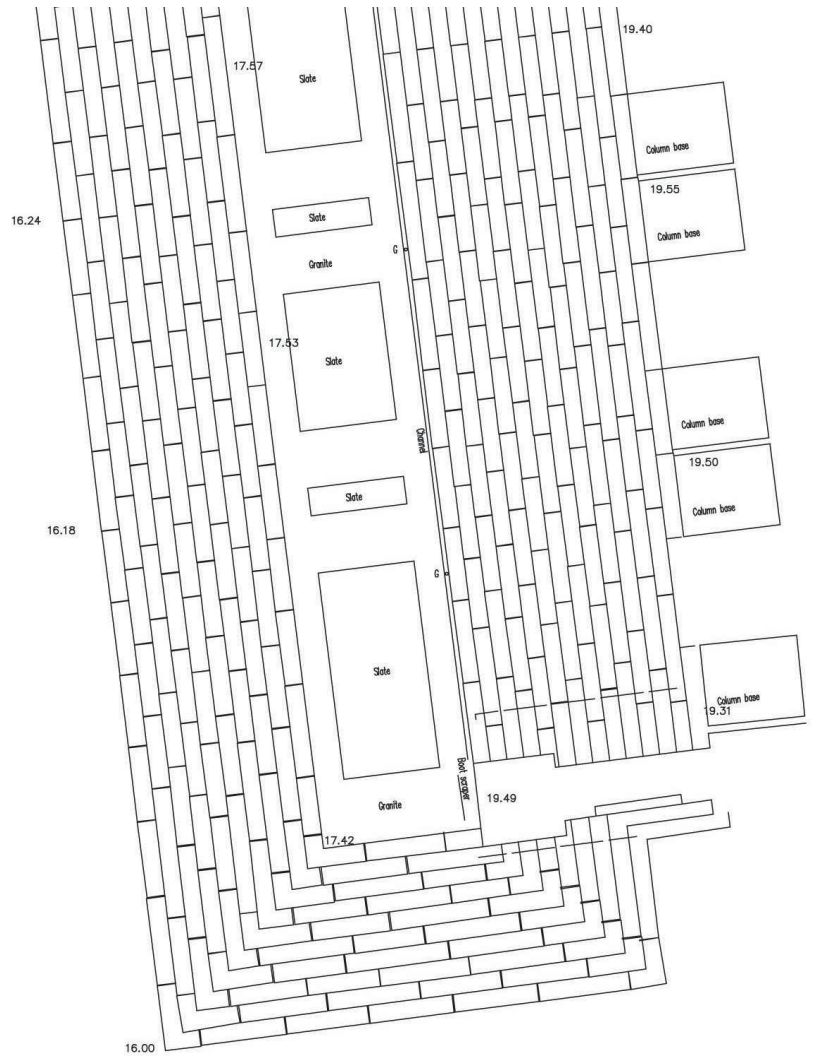 19.40
17.57
Slate
Column base
19.55
Slate
16.24
Column base
G
Granite
17.53
Slate
Column base
Channel
19.50
Slate
Column base
16.18
G
Slate
Column base
19.31
Boot scraper
19.49
Granite
17.42
16.00